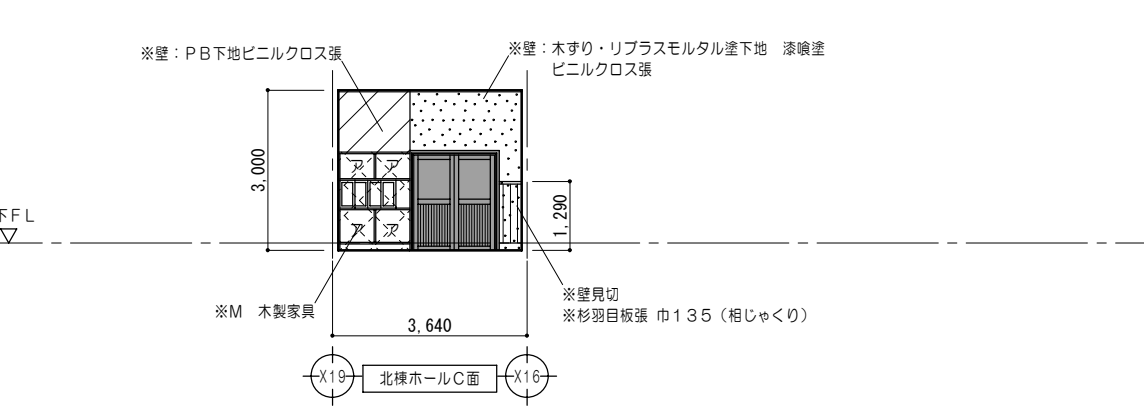 ※壁：木ずり・リブラスモルタル塗下地　漆喰塗
※壁：ＰＢ下地ビニルクロス張
ビニルクロス張
3,000
1,290
下ＦＬ
※壁見切
※M　木製家具
※杉羽目板張 巾１３５（相じゃくり）
3,640
X19
北棟ホールＣ面
X16